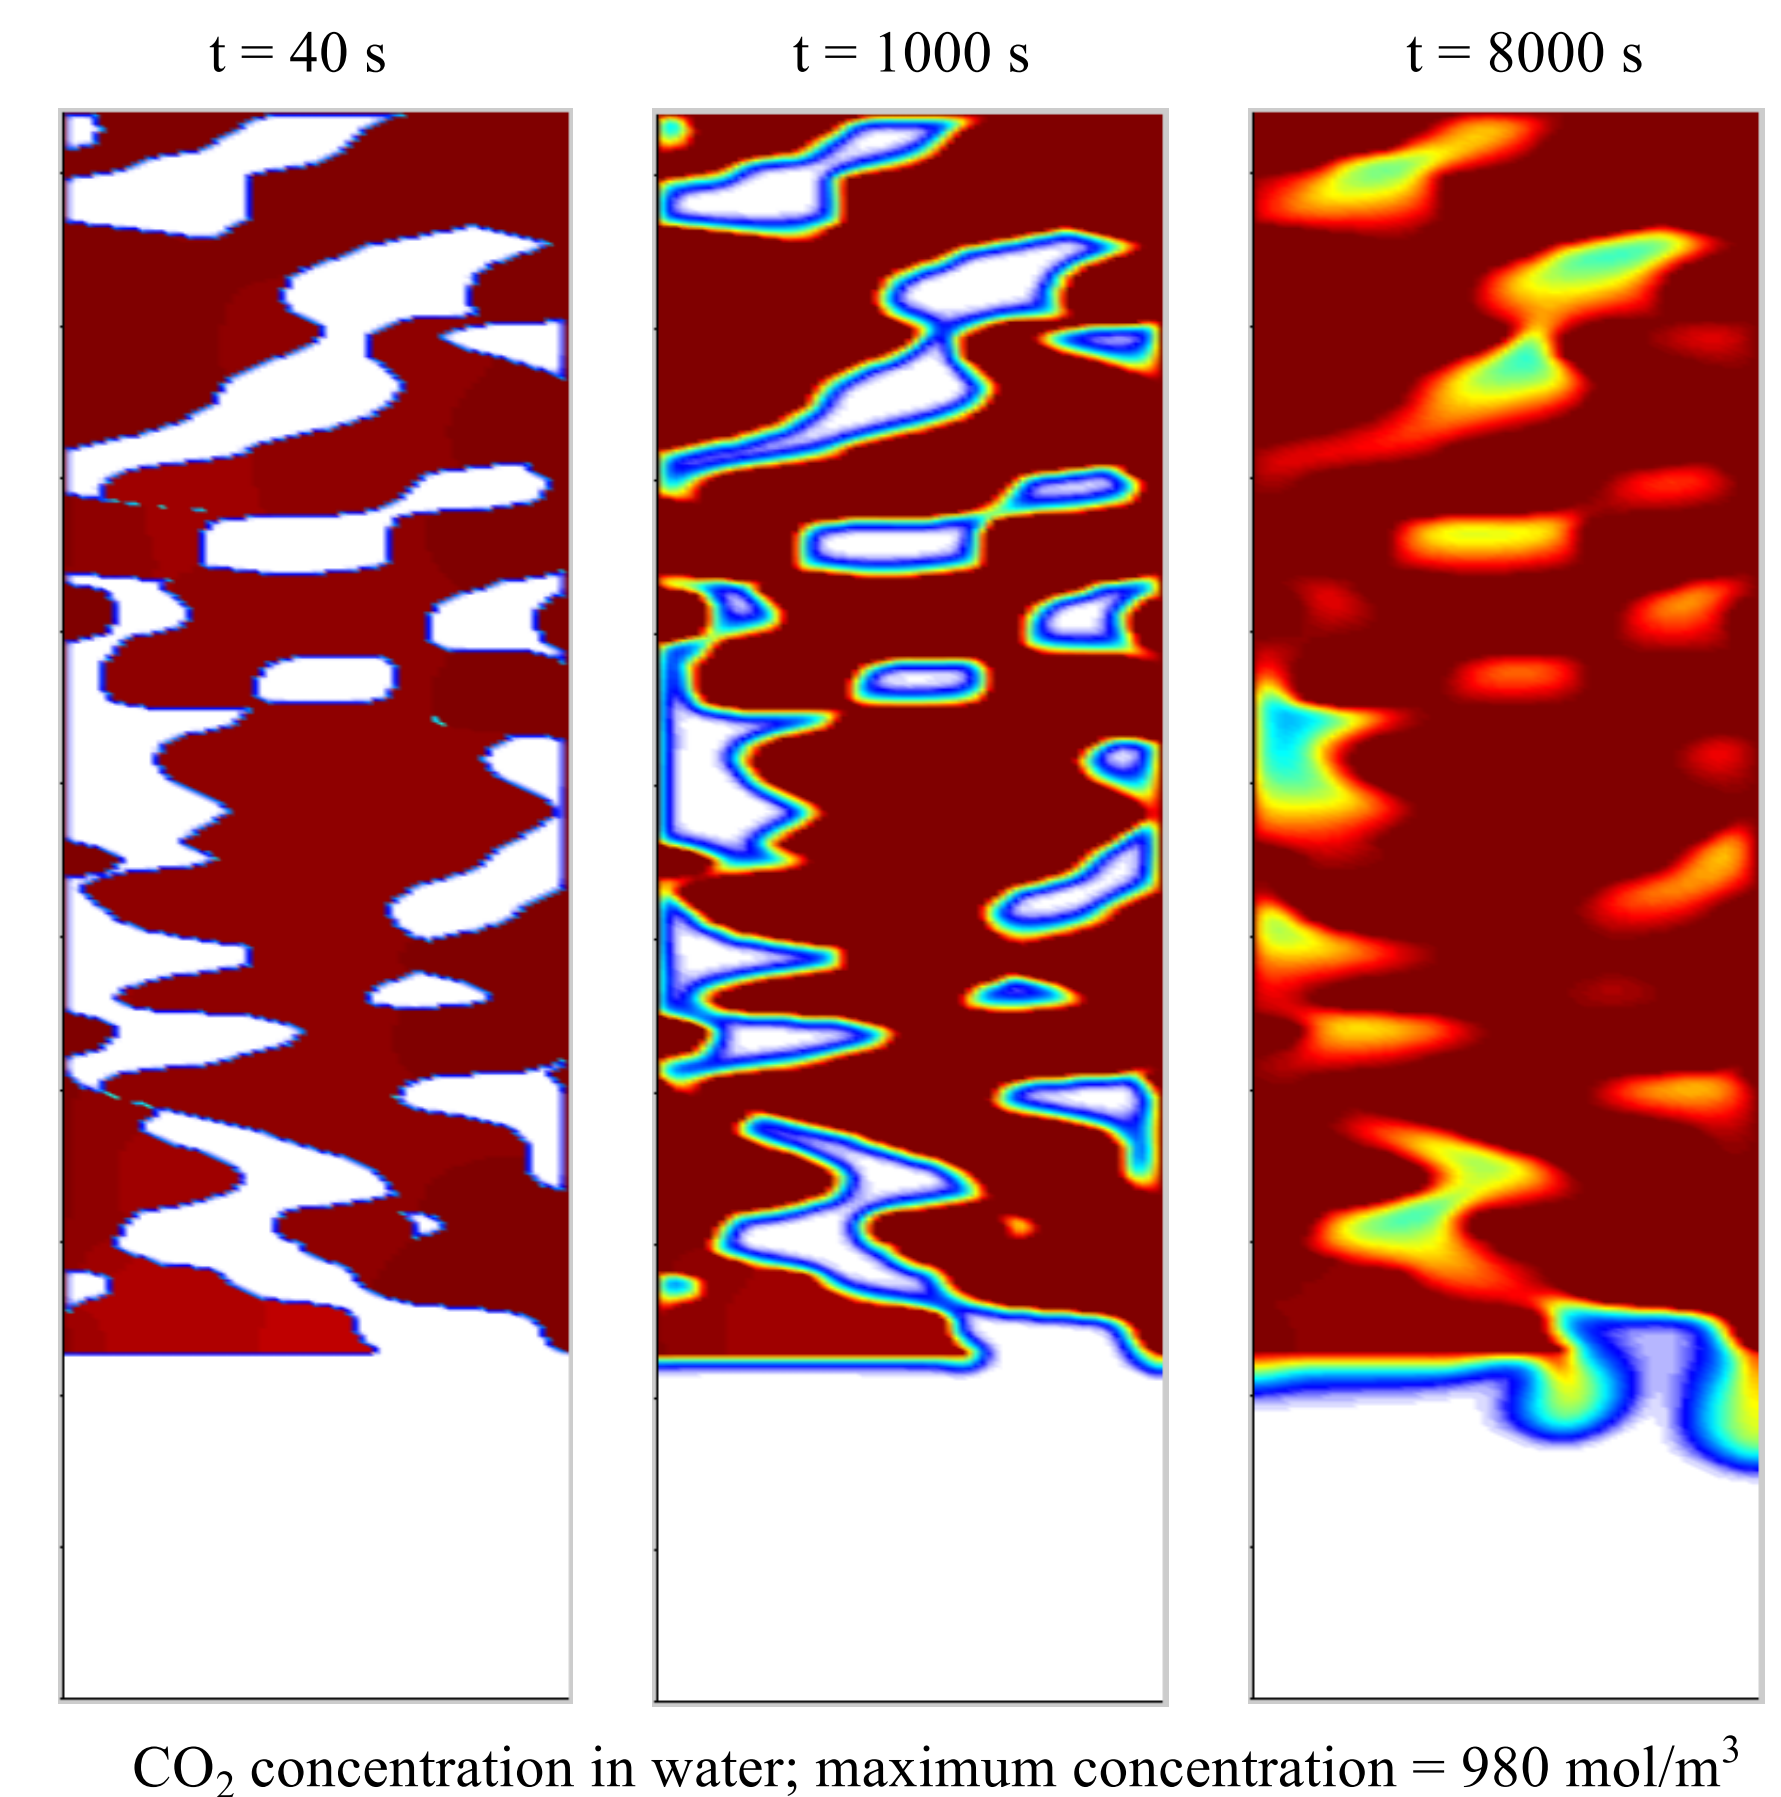 t = 40 s
t = 1000 s
t = 8000 s
CO₂ concentration in water; maximum concentration = 980 mol/m³